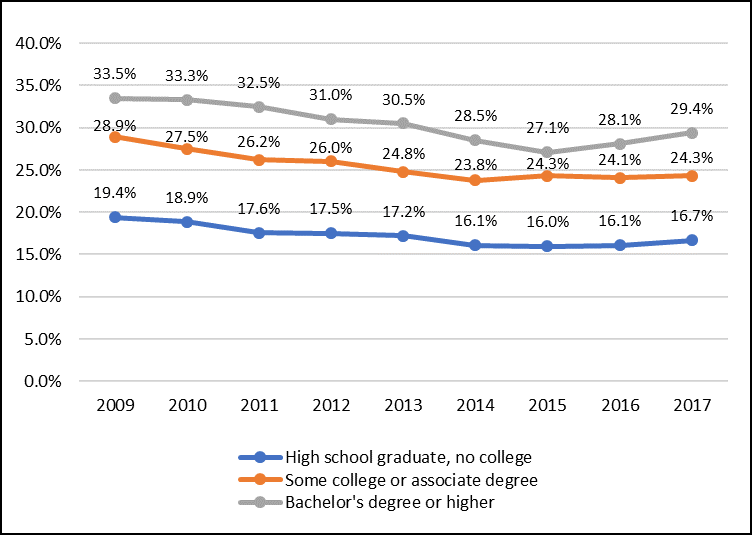 40.0%
35.0%
30.0%
25.0%
20.0%
15.0%
10.0%
5.0%
0.0%
33.5% 33.3% 32.5% 31.0% 30.5% 28.5% 27.1% 28.1% 29.4%
28.9% 27.5% 26.2% 26.0% 24.8% 23.8% 24.3% 24.1% 24.3%
19.4% 18.9% 17.6% 17.5% 17.2% 16.1% 16.0% 16.1% 16.7%
2009 2010 2011 2012 2013 2014 2015 2016 2017
High school graduate, no college
Some college or associate degree
Bachelor's degree or higher